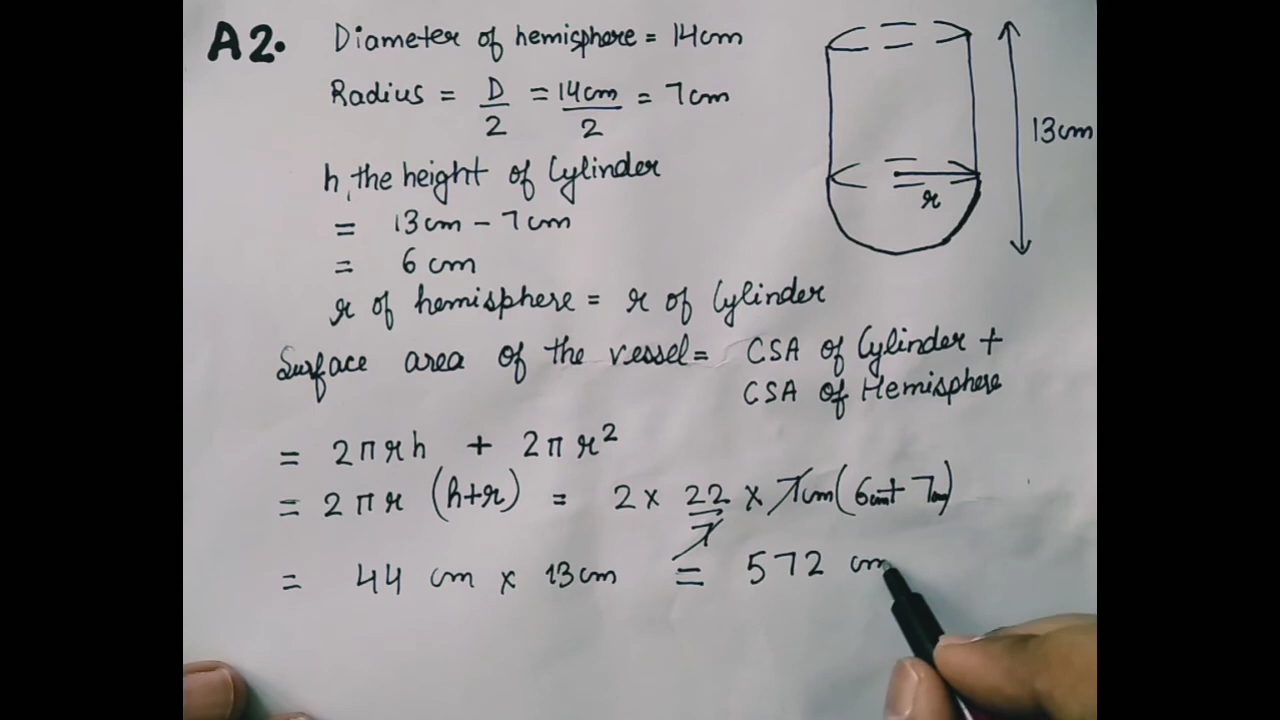 A2. Diameter of hemisphere = 14cm
Radius = D/2 = 14cm/2 = 7cm
13cm
h, the height of Cylinder
= 13cm - 7cm
r
= 6 cm
r of hemisphere = r of Cylinder
Surface area of the vessel = CSA of Cylinder +
CSA of Hemisphere
= 2πrh + 2πr²
= 2πr (h+r) = 2 x 22/7 x 7cm (6cm + 7cm)
= 44 cm x 13cm = 572 cm